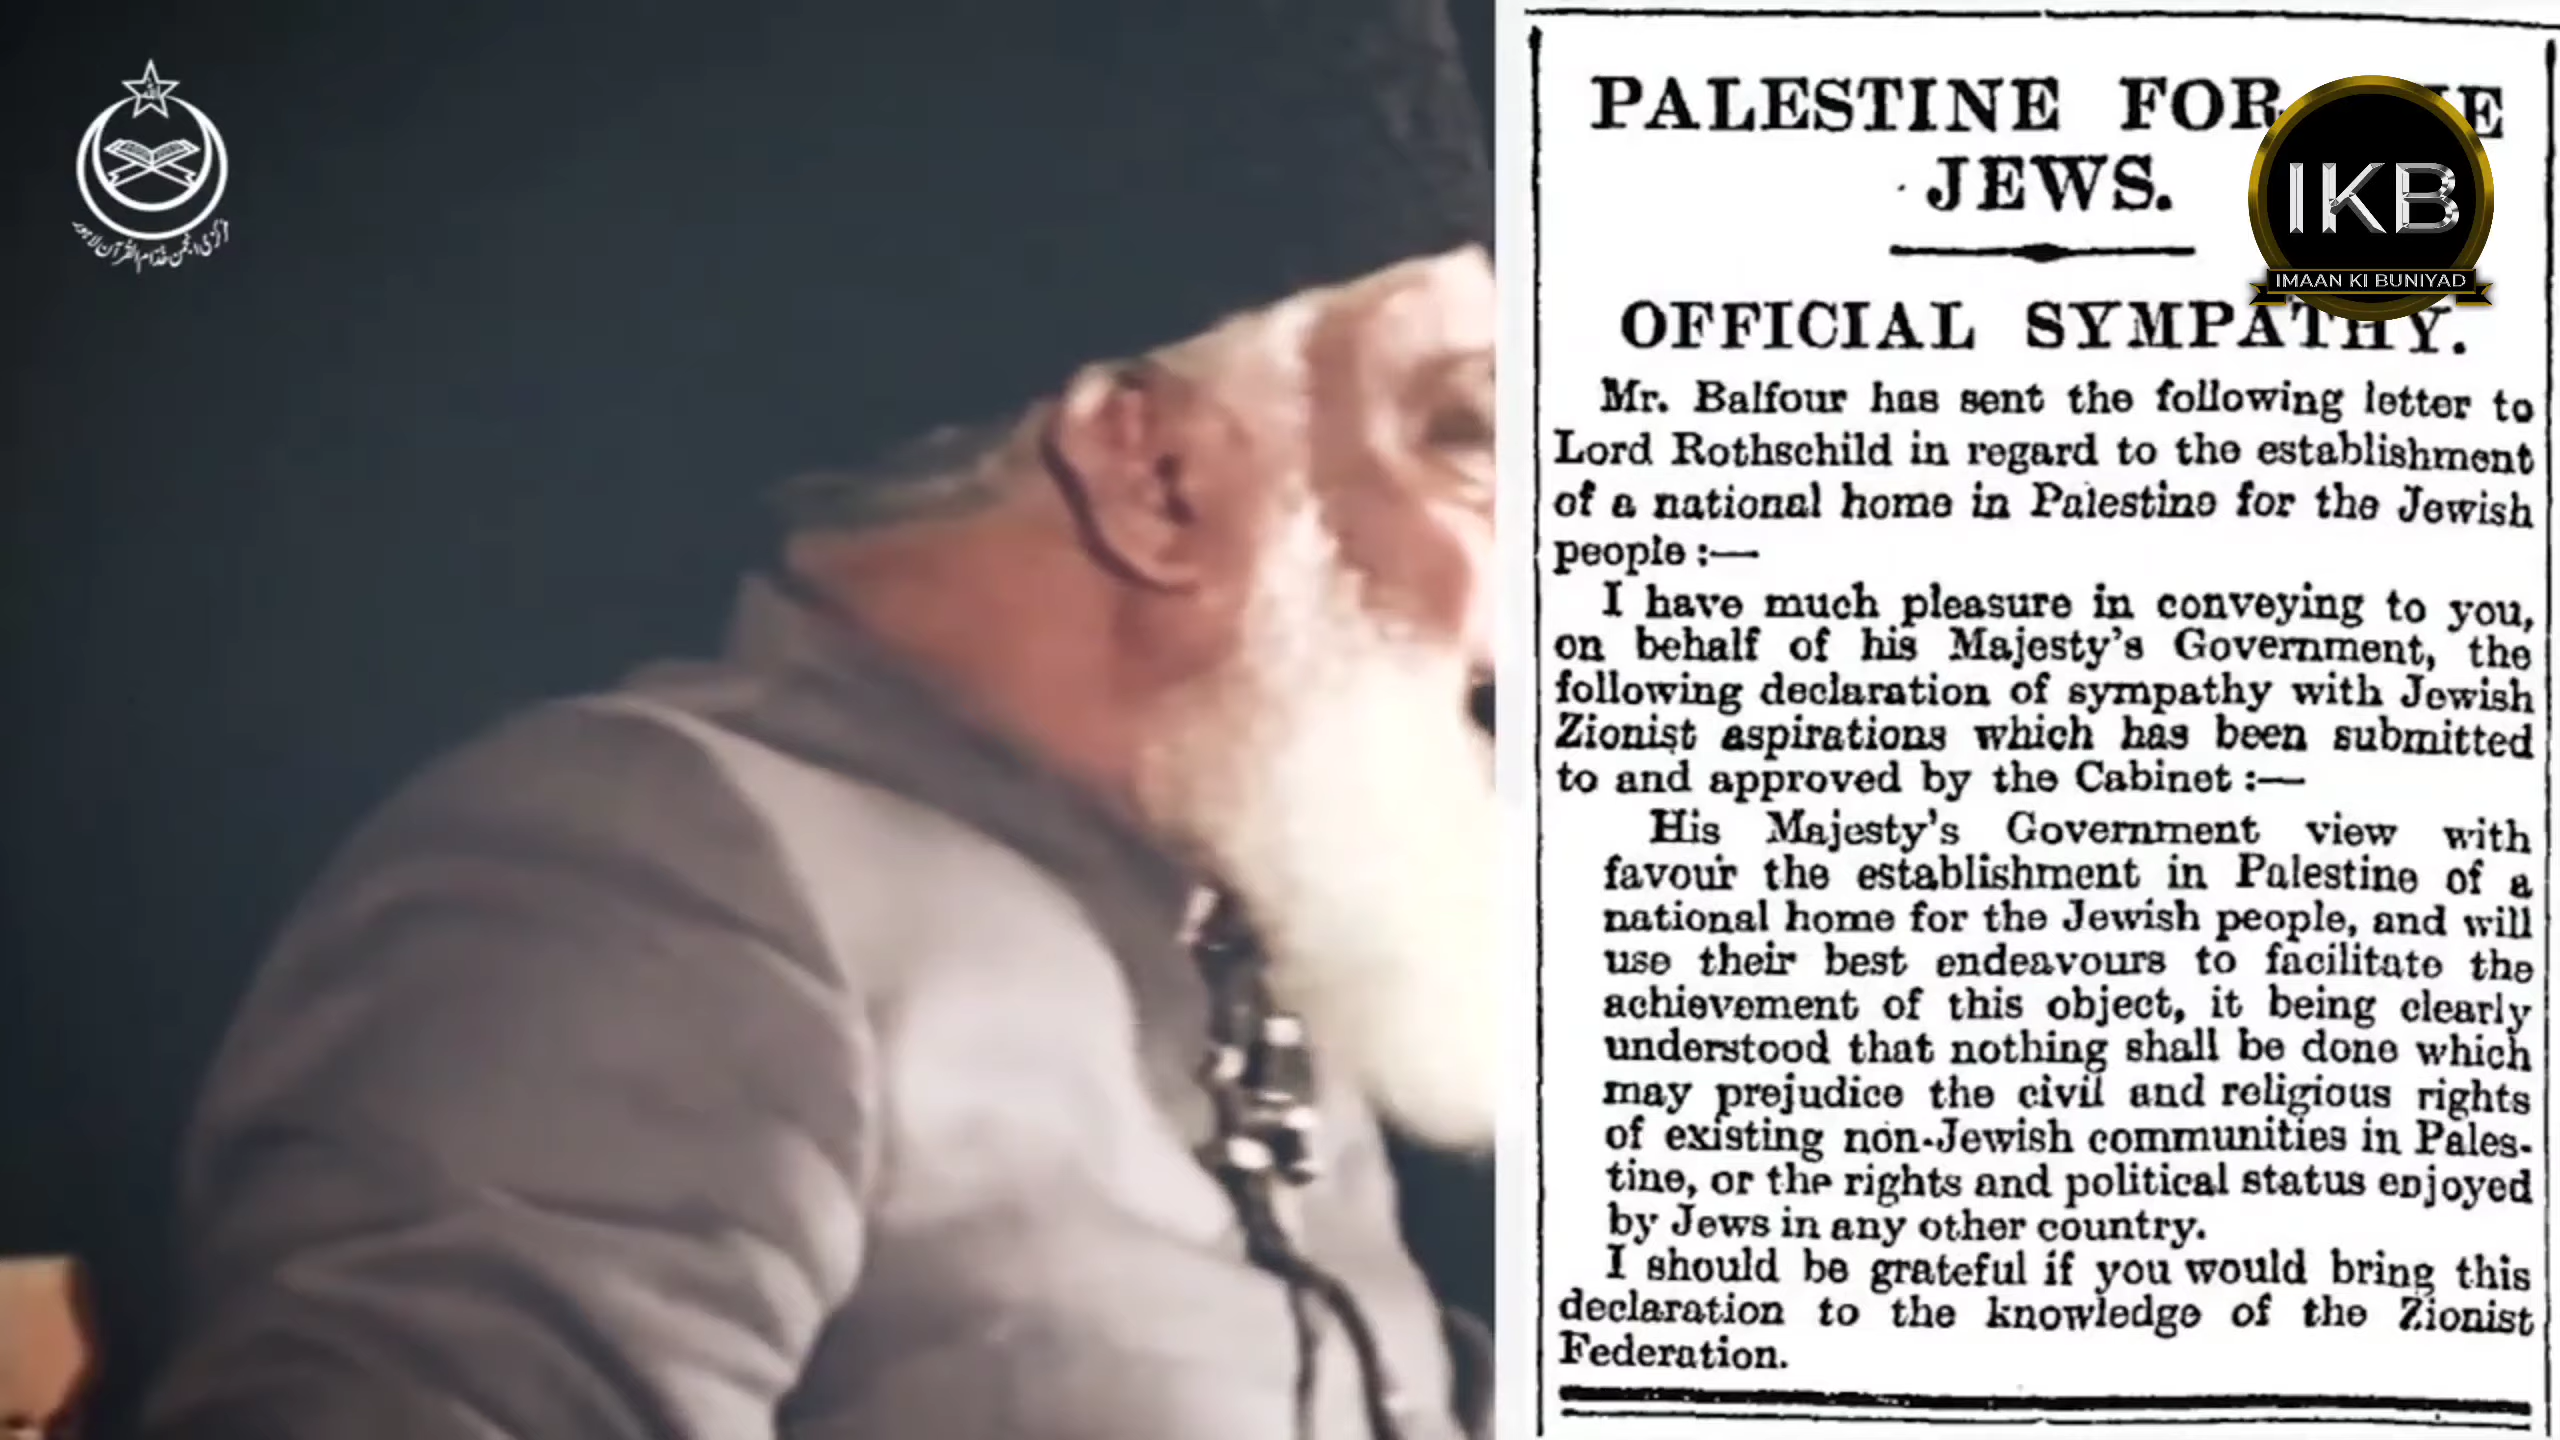 مرکزی انجمن خدّام القرآن لاہور
PALESTINE FOR E
JEWS.
IKB
IMAAN KI BUNIYAD
OFFICIAL SYMPATHY.
Mr. Balfour has sent the following letter to
Lord Rothschild in regard to the establishment
of a national home in Palestine for the Jewish
people :—
I have much pleasure in conveying to you,
on behalf of his Majesty's Government, the
following declaration of sympathy with Jewish
Zionist aspirations which has been submitted
to and approved by the Cabinet :—
His Majesty's Government view with
favour the establishment in Palestine of a
national home for the Jewish people, and will
use their best endeavours to facilitate the
achievement of this object, it being clearly
understood that nothing shall be done which
may prejudice the civil and religious rights
of existing non-Jewish communities in Pales-
tine, or the rights and political status enjoyed
by Jews in any other country.
I should be grateful if you would bring this
declaration to the knowledge of the Zionist
Federation.